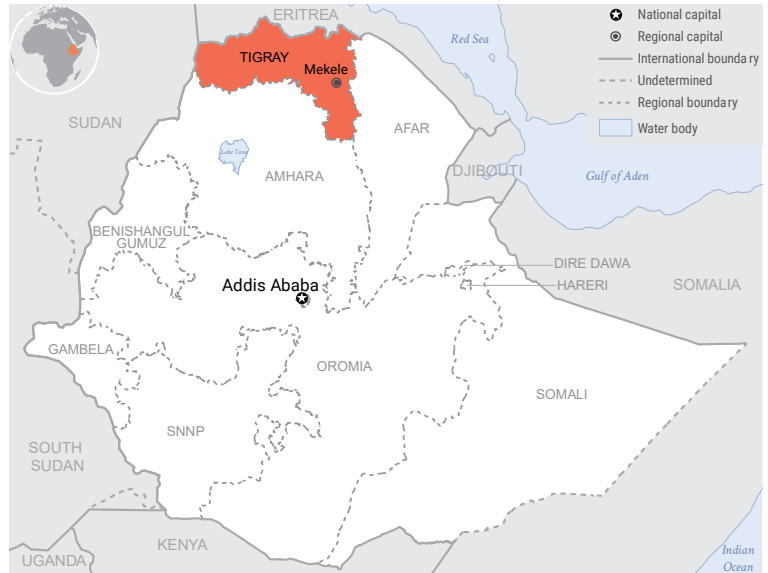 ERITREA
National capital
Regional capital
International boundary
Undetermined
Regional boundary
Water body
Red Sea
TIGRAY
Mekele
SUDAN
AFAR
Lake Tana
AMHARA
DJIBOUTI
Gulf of Aden
BENISHANGUL
GUMUZ
DIRE DAWA
HARERI
SOMALIA
Addis Ababa
GAMBELA
OROMIA
SOMALI
SNNP
SOUTH
SUDAN
KENYA
UGANDA
Indian
Ocean